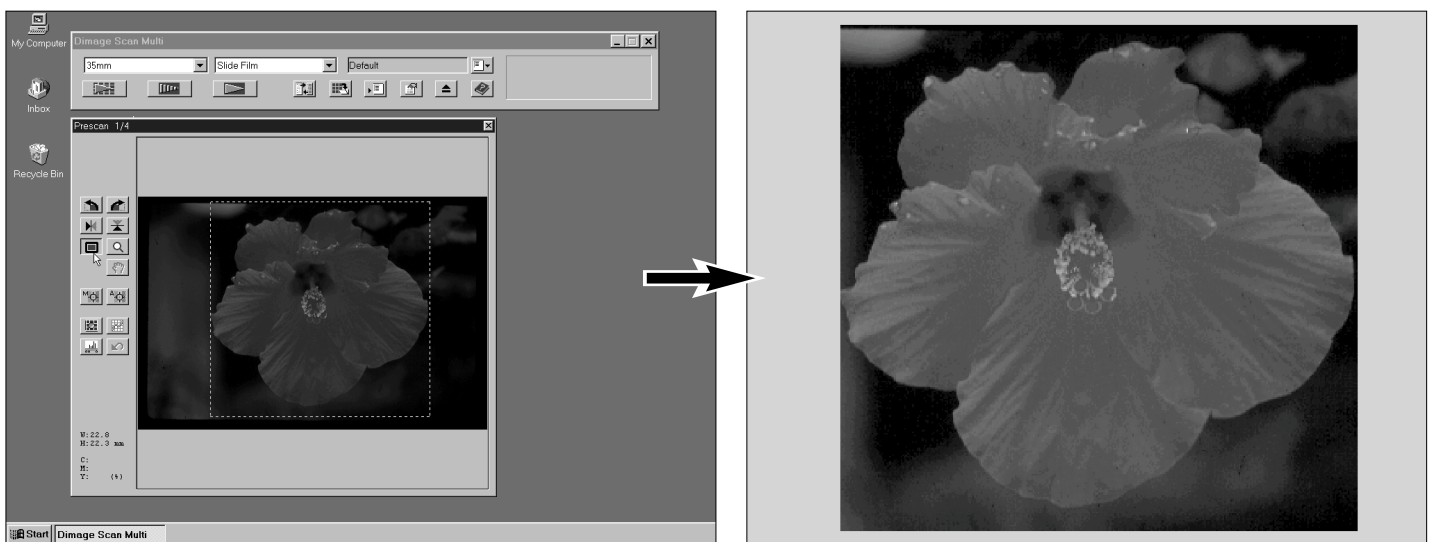 My Computer
Dimage Scan Multi
35mm
Slide Film
Default
Inbox
Prescan 1/4
Recycle Bin
M
A
W:22.8
H:22.3 mm
C:
M:
Y: (%)
Start
Dimage Scan Multi